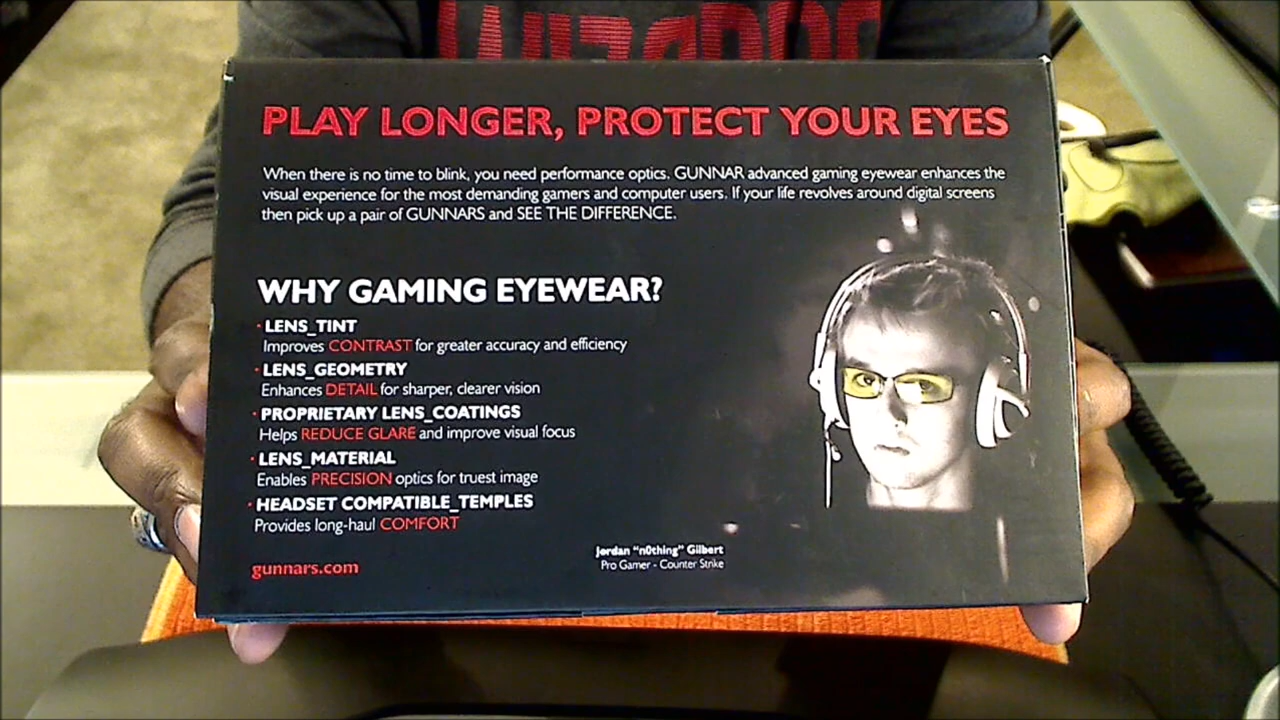 WIZARDS
PLAY LONGER, PROTECT YOUR EYES
When there is no time to blink, you need performance optics. GUNNAR advanced gaming eyewear enhances the
visual experience for the most demanding gamers and computer users. If your life revolves around digital screens
then pick up a pair of GUNNARS and SEE THE DIFFERENCE.
WHY GAMING EYEWEAR?
· LENS_TINT
Improves CONTRAST for greater accuracy and efficiency
· LENS_GEOMETRY
Enhances DETAIL for sharper, clearer vision
· PROPRIETARY LENS_COATINGS
Helps REDUCE GLARE and improve visual focus
· LENS_MATERIAL
Enables PRECISION optics for truest image
· HEADSET COMPATIBLE_TEMPLES
Provides long-haul COMFORT
Jordan "n0thing" Gilbert
Pro Gamer - Counter Strike
gunnars.com